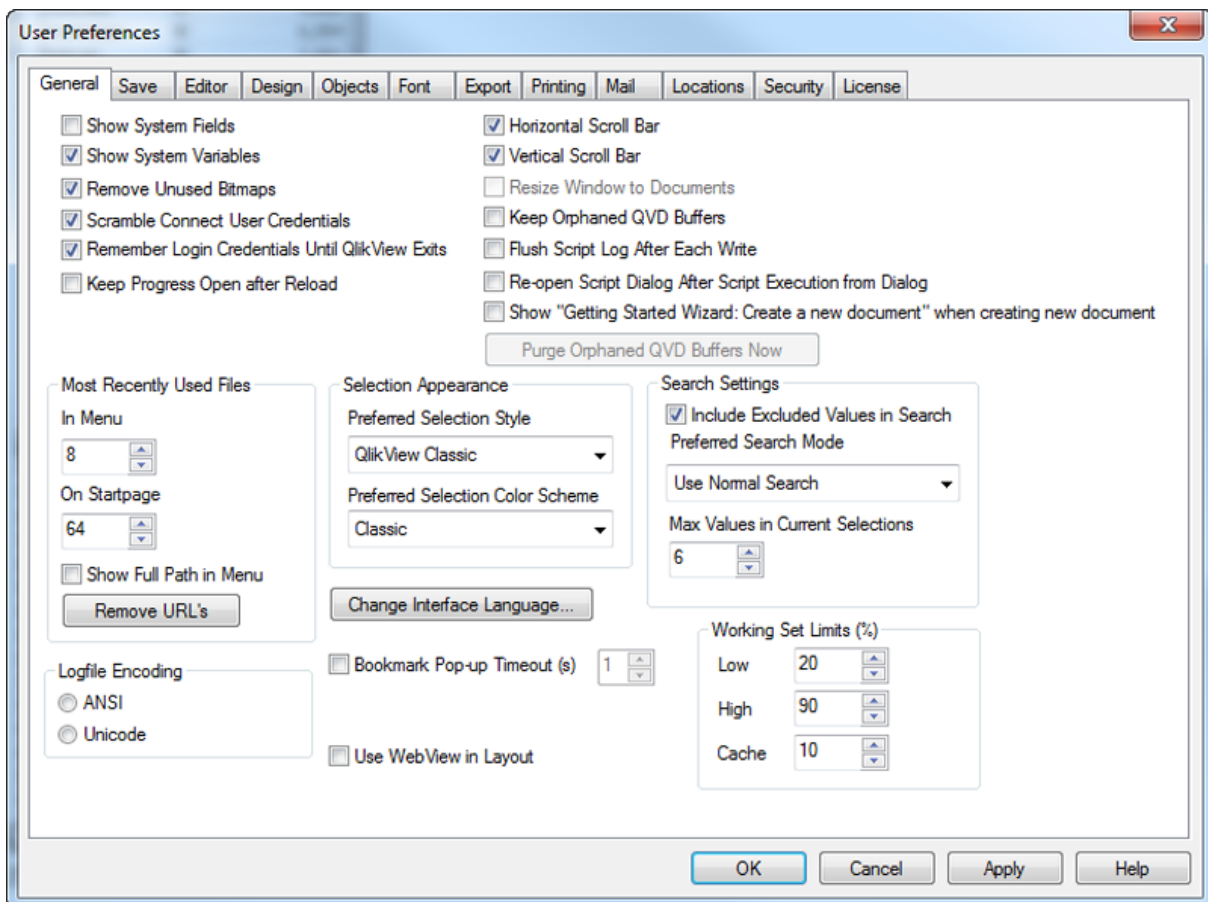 User Preferences
General Save Editor Design Objects Font Export Printing Mail Locations Security License
Show System Fields
Show System Variables
Remove Unused Bitmaps
Scramble Connect User Credentials
Remember Login Credentials Until QlikView Exits
Keep Progress Open after Reload
Horizontal Scroll Bar
Vertical Scroll Bar
Resize Window to Documents
Keep Orphaned QVD Buffers
Flush Script Log After Each Write
Re-open Script Dialog After Script Execution from Dialog
Show "Getting Started Wizard: Create a new document" when creating new document
Purge Orphaned QVD Buffers Now
Most Recently Used Files
In Menu
8
On Startpage
64
Show Full Path in Menu
Remove URL's
Selection Appearance
Preferred Selection Style
QlikView Classic
Preferred Selection Color Scheme
Classic
Change Interface Language...
Search Settings
Include Excluded Values in Search
Preferred Search Mode
Use Normal Search
Max Values in Current Selections
6
Logfile Encoding
ANSI
Unicode
Bookmark Pop-up Timeout (s) 1
Use WebView in Layout
Working Set Limits (%)
Low 20
High 90
Cache 10
OK Cancel Apply Help